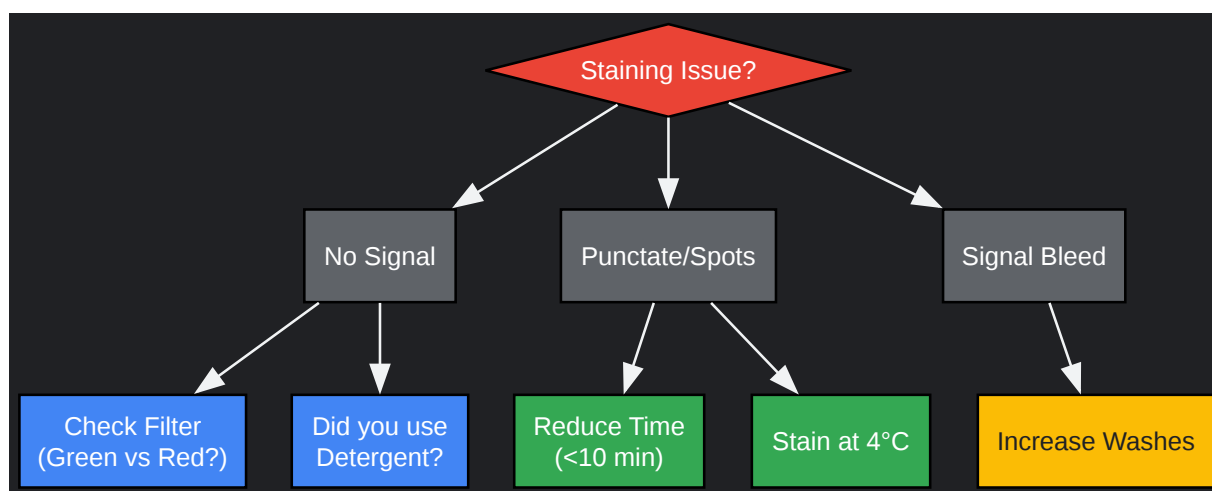 Staining Issue?
No Signal
Punctate/Spots
Signal Bleed
Check Filter
(Green vs Red?)
Did you use
Detergent?
Reduce Time
(<10 min)
Stain at 4°C
Increase Washes